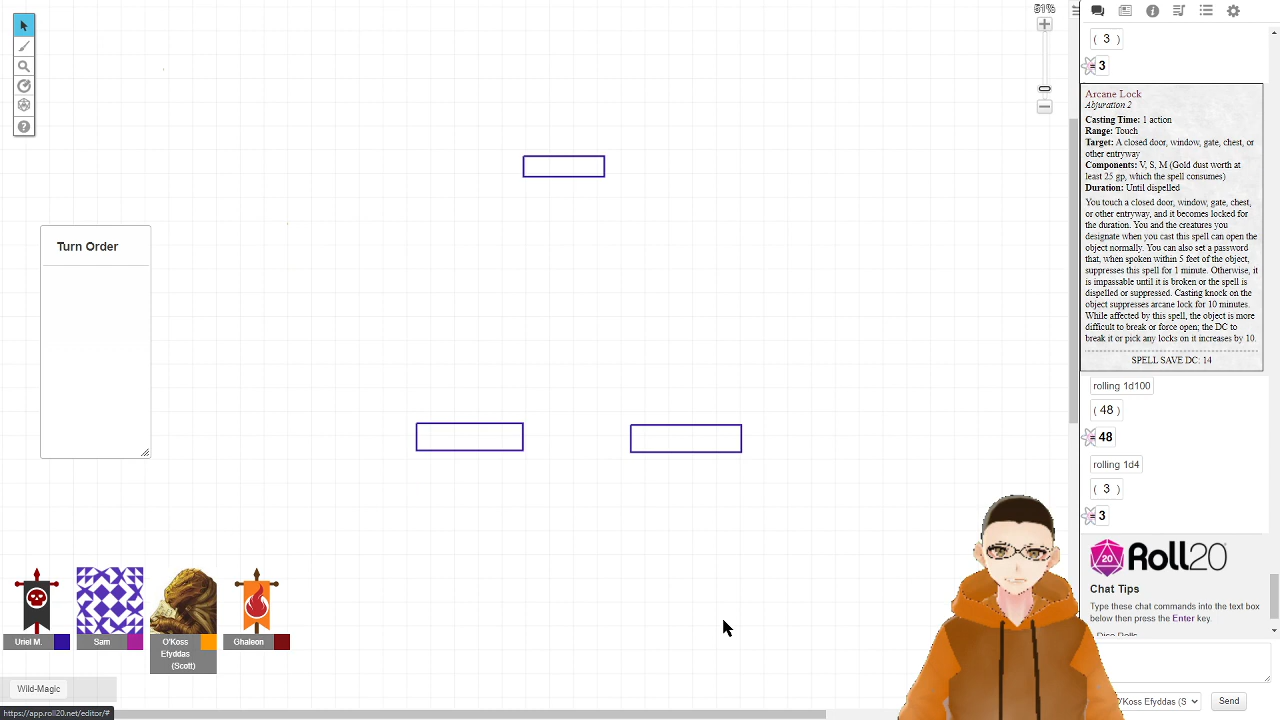 51%
( 3 )
= 3
Arcane Lock
Abjuration 2
Casting Time: 1 action
Range: Touch
Target: A closed door, window, gate, chest, or
other entryway
Components: V, S, M (Gold dust worth at
least 25 gp, which the spell consumes)
Duration: Until dispelled
You touch a closed door, window, gate, chest,
or other entryway, and it becomes locked for
the duration. You and the creatures you
designate when you cast this spell can open the
object normally. You can also set a password
that, when spoken within 5 feet of the object,
suppresses this spell for 1 minute. Otherwise, it
is impassable until it is broken or the spell is
dispelled or suppressed. Casting knock on the
object suppresses arcane lock for 10 minutes.
While affected by this spell, the object is more
difficult to break or force open; the DC to
break it or pick any locks on it increases by 10.
SPELL SAVE DC: 14
rolling 1d100
( 48 )
= 48
rolling 1d4
( 3 )
= 3
20 Roll20
Chat Tips
Type these chat commands into the text box
below then press the Enter key.
Turn Order
Uriel M.
Sam
O'Koss
Efyddas
(Scott)
Ghaleon
Wild-Magic
https://app.roll20.net/editor/#
'Koss Efyddas (S
Send